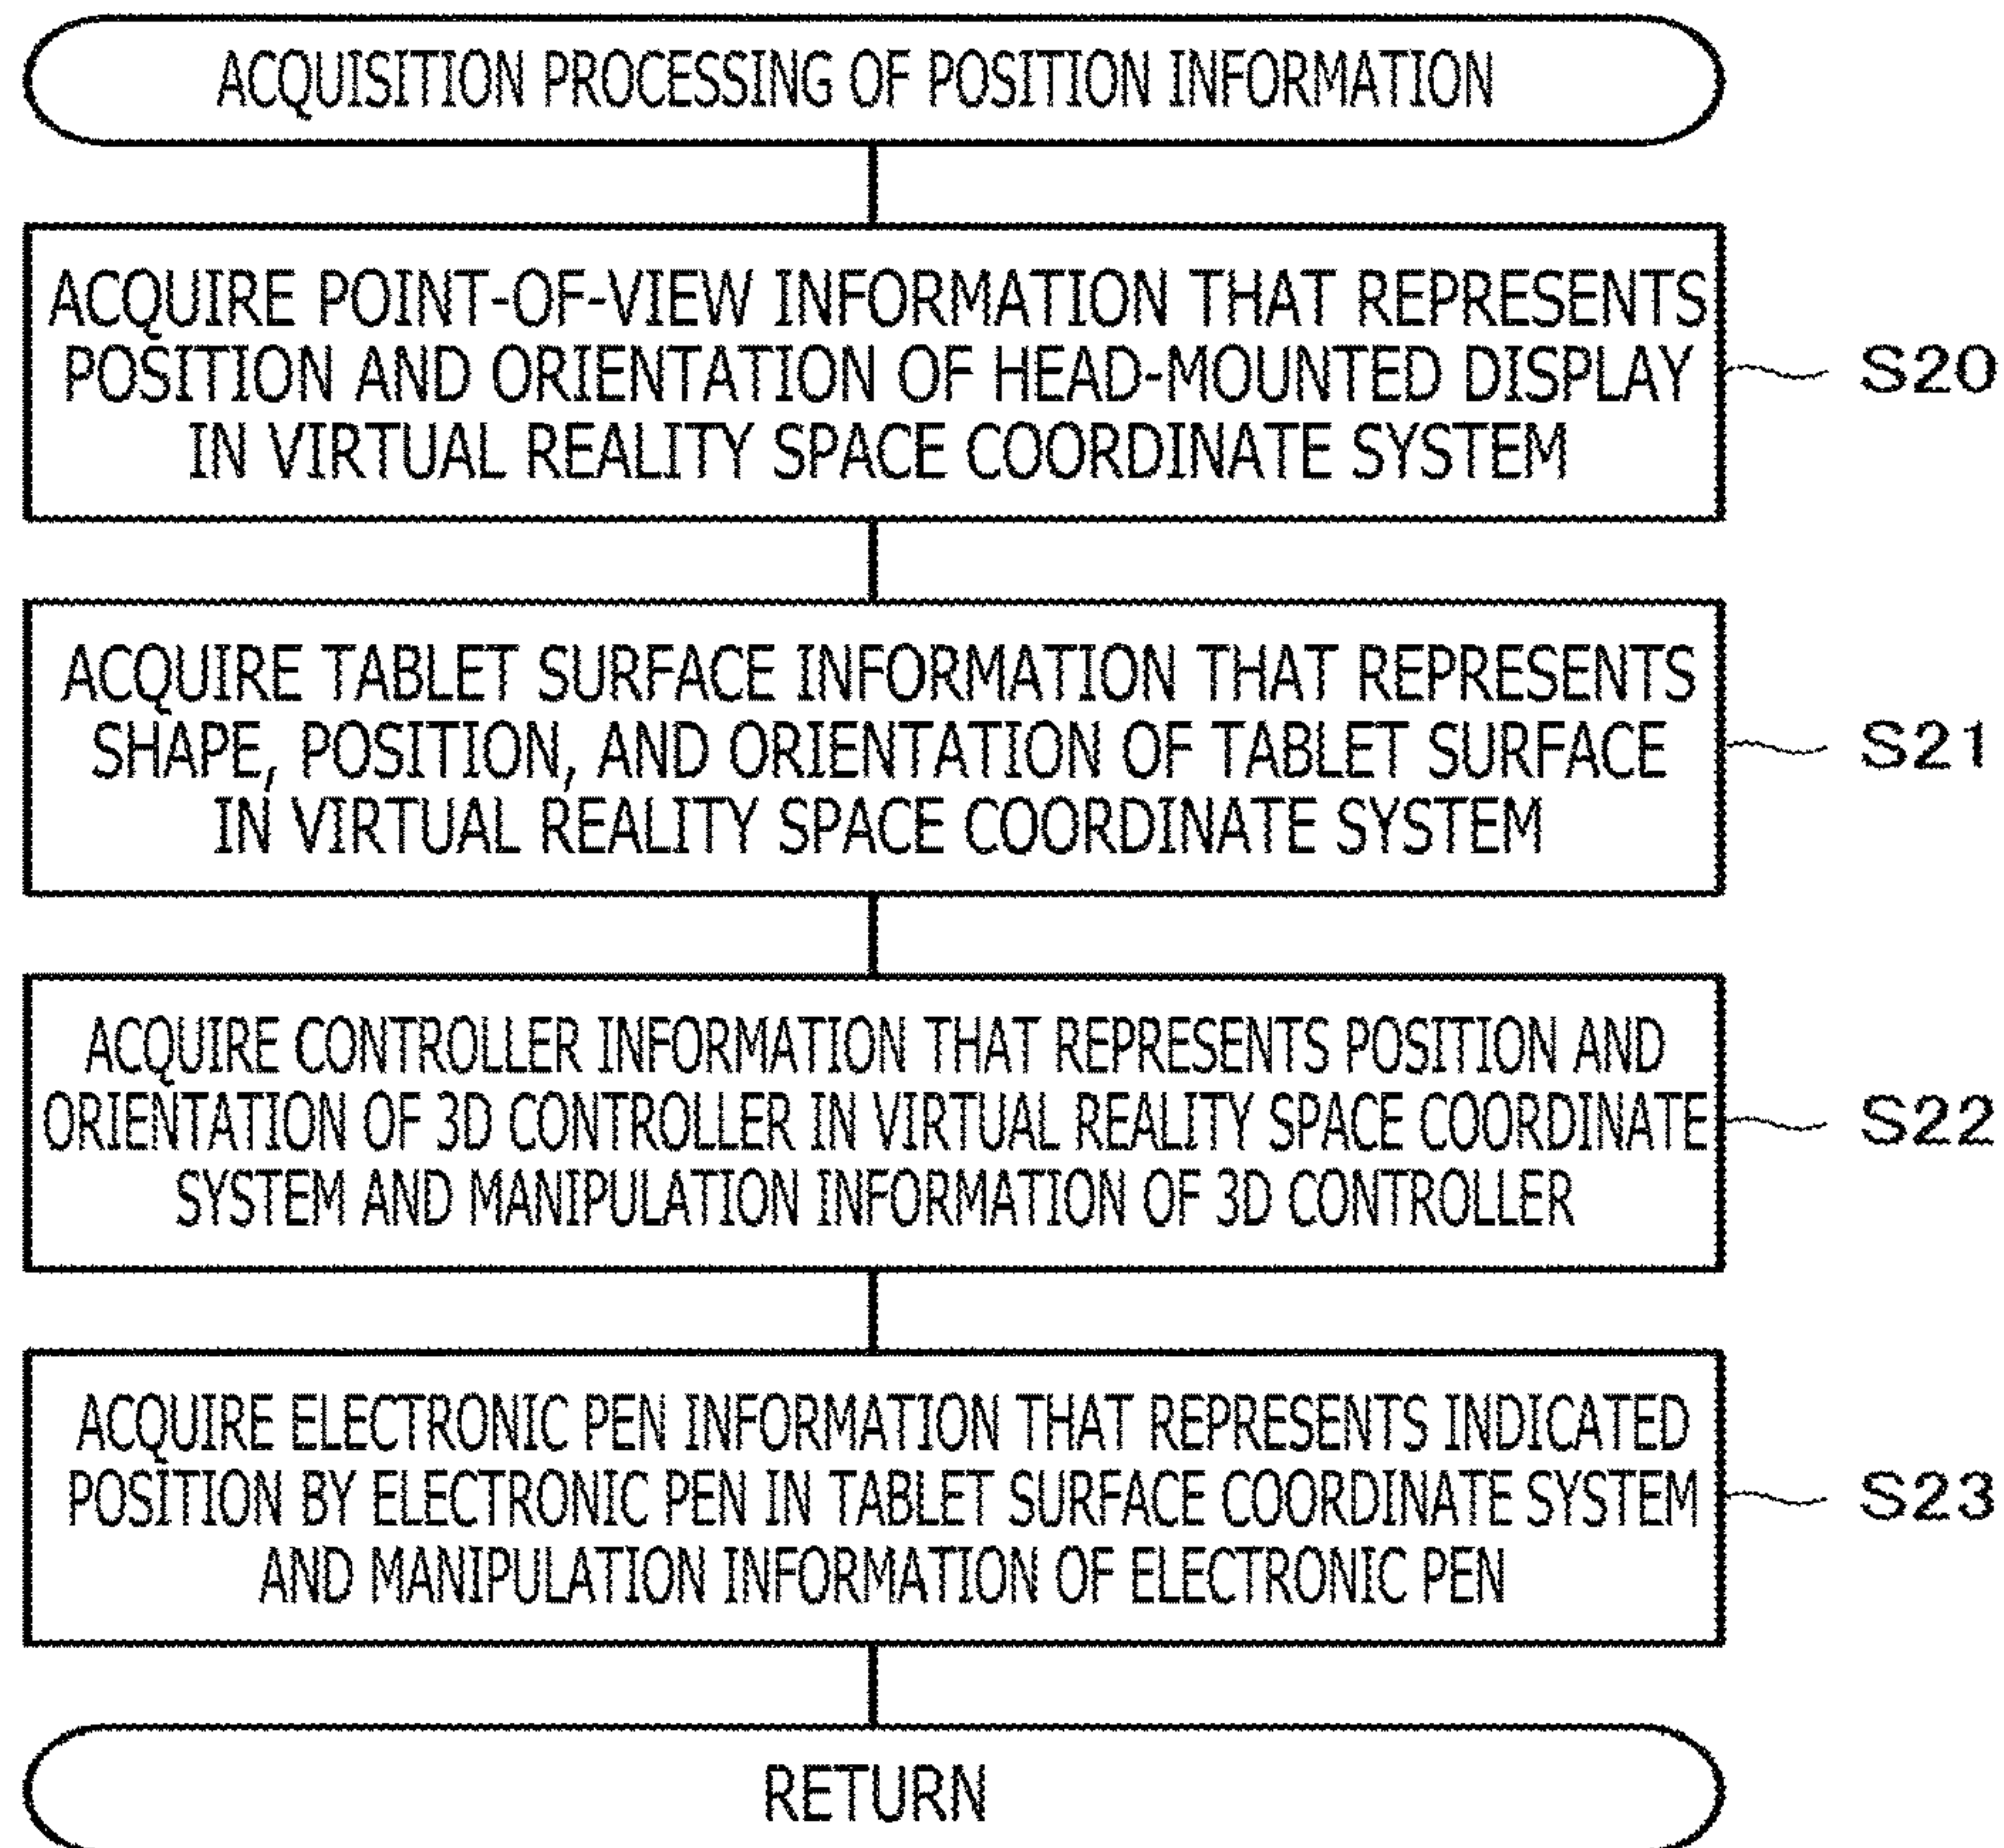 ACQUISITION PROCESSING OF POSITION INFORMATION
ACQUIRE POINT-OF-VIEW INFORMATION THAT REPRESENTS
POSITION AND ORIENTATION OF HEAD-MOUNTED DISPLAY
IN VIRTUAL REALITY SPACE COORDINATE SYSTEM
S20
ACQUIRE TABLET SURFACE INFORMATION THAT REPRESENTS
SHAPE, POSITION, AND ORIENTATION OF TABLET SURFACE
IN VIRTUAL REALITY SPACE COORDINATE SYSTEM
S21
ACQUIRE CONTROLLER INFORMATION THAT REPRESENTS POSITION AND
ORIENTATION OF 3D CONTROLLER IN VIRTUAL REALITY SPACE COORDINATE
SYSTEM AND MANIPULATION INFORMATION OF 3D CONTROLLER
S22
ACQUIRE ELECTRONIC PEN INFORMATION THAT REPRESENTS INDICATED
POSITION BY ELECTRONIC PEN IN TABLET SURFACE COORDINATE SYSTEM
AND MANIPULATION INFORMATION OF ELECTRONIC PEN
S23
RETURN